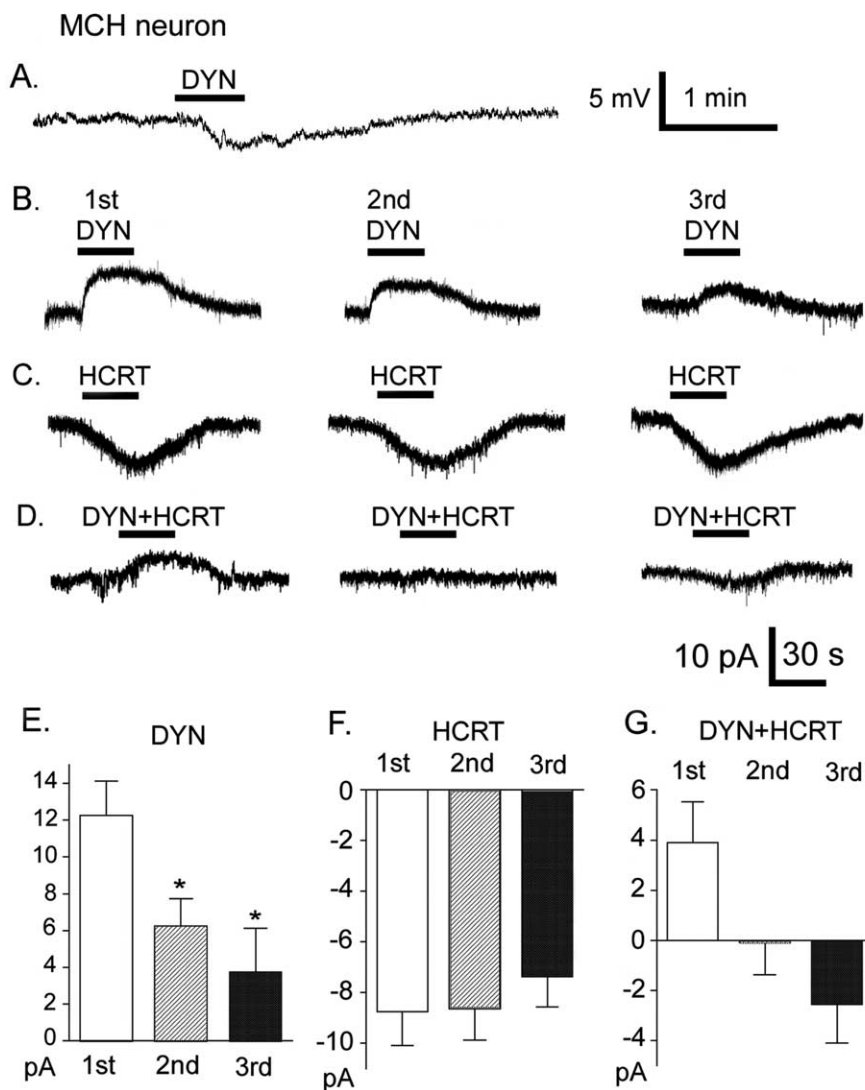 MCH neuron
A.
DYN
5 mV
1 min
B.
1st
DYN
2nd
DYN
3rd
DYN
C.
HCRT
HCRT
HCRT
D.
DYN+HCRT
DYN+HCRT
DYN+HCRT
10 pA
30 s
E.
DYN
14
12
10
8
6
4
2
0
pA
1st
2nd
3rd
*
*
F.
HCRT
1st
2nd
3rd
0
-2
-4
-6
-8
-10
pA
G.
DYN+HCRT
1st
2nd
3rd
6
4
2
0
-2
-4
pA